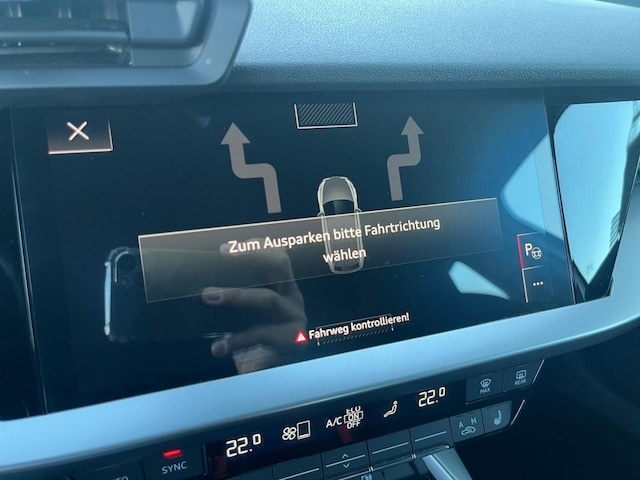 Zum Ausparken bitte Fahrtrichtung
wählen
P
...
Fahrweg kontrollieren!
22.0
A/C
ECO
ON
OFF
22.0
MAX
REAR
SYNC
A M